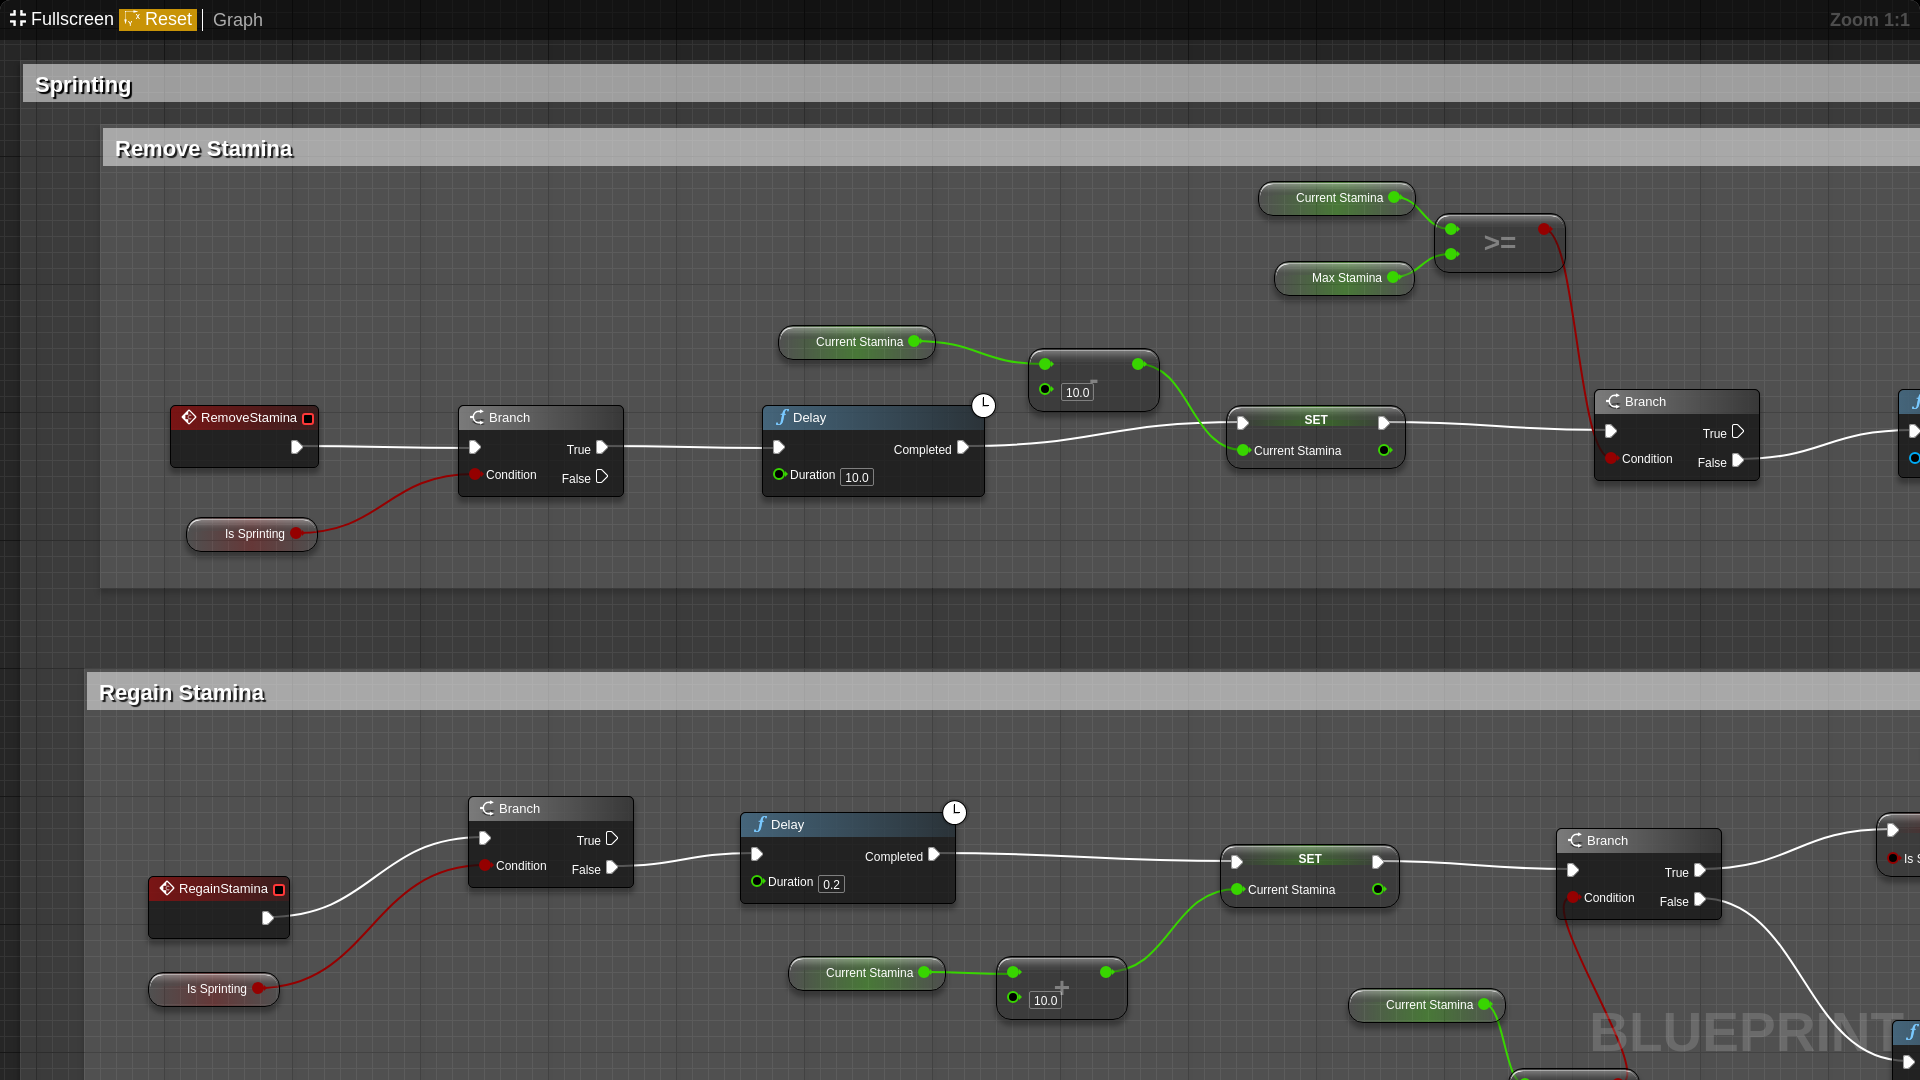 Fullscreen Reset Graph Zoom 1:1
Sprinting
Remove Stamina
Current Stamina
>=
Max Stamina
Current Stamina
-
10.0
RemoveStamina
Branch
True
Condition
False
Delay
Completed
Duration 10.0
SET
Current Stamina
Branch
True
Condition
False
Is Sprinting
Regain Stamina
Branch
True
Condition
False
Delay
Completed
Duration 0.2
SET
Current Stamina
Branch
True
Condition
False
Is S
RegainStamina
Is Sprinting
Current Stamina
+
10.0
Current Stamina
BLUEPRINT